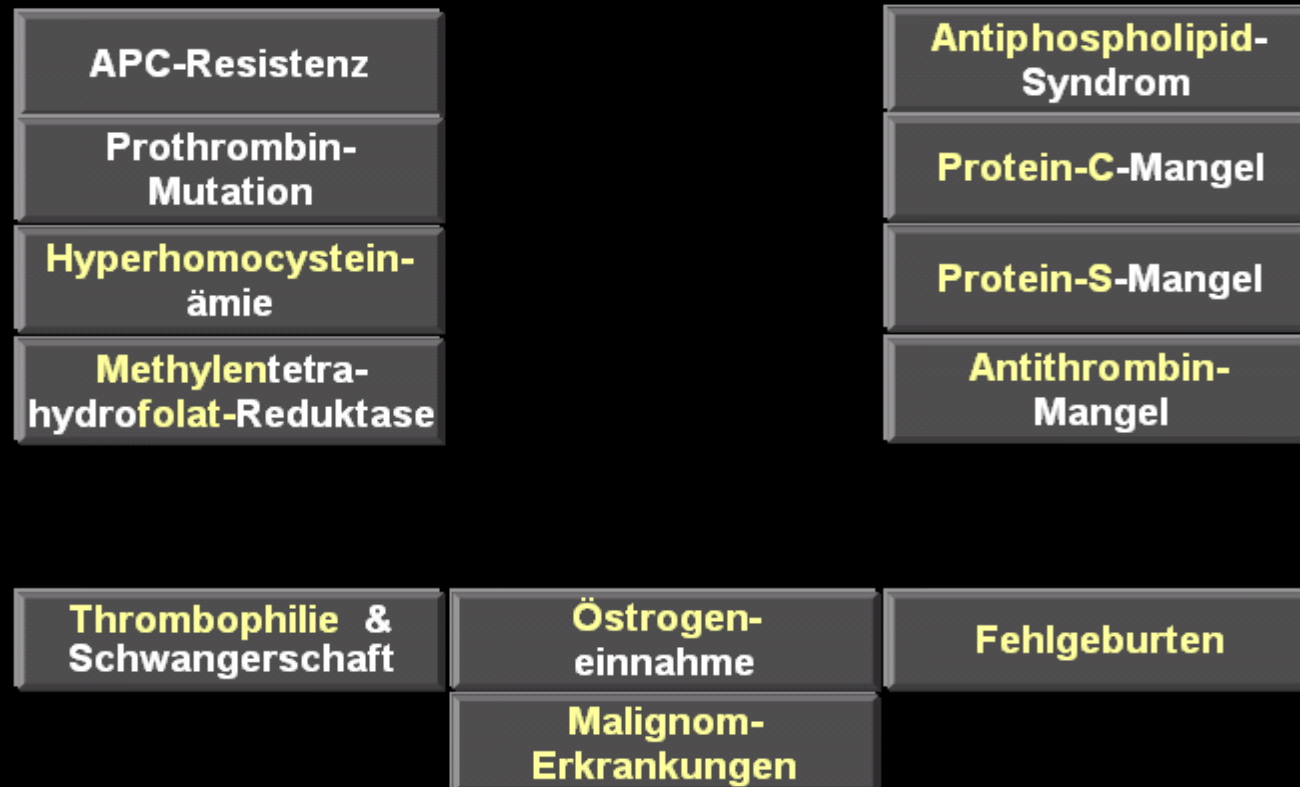 APC-Resistenz
Prothrombin-
Mutation
Hyperhomocystein-
ämie
Methylentetra-
hydrofolat-Reduktase
Antiphospholipid-
Syndrom
Protein-C-Mangel
Protein-S-Mangel
Antithrombin-
Mangel
Thrombophilie &
Schwangerschaft
Östrogen-
einnahme
Fehlgeburten
Malignom-
Erkrankungen